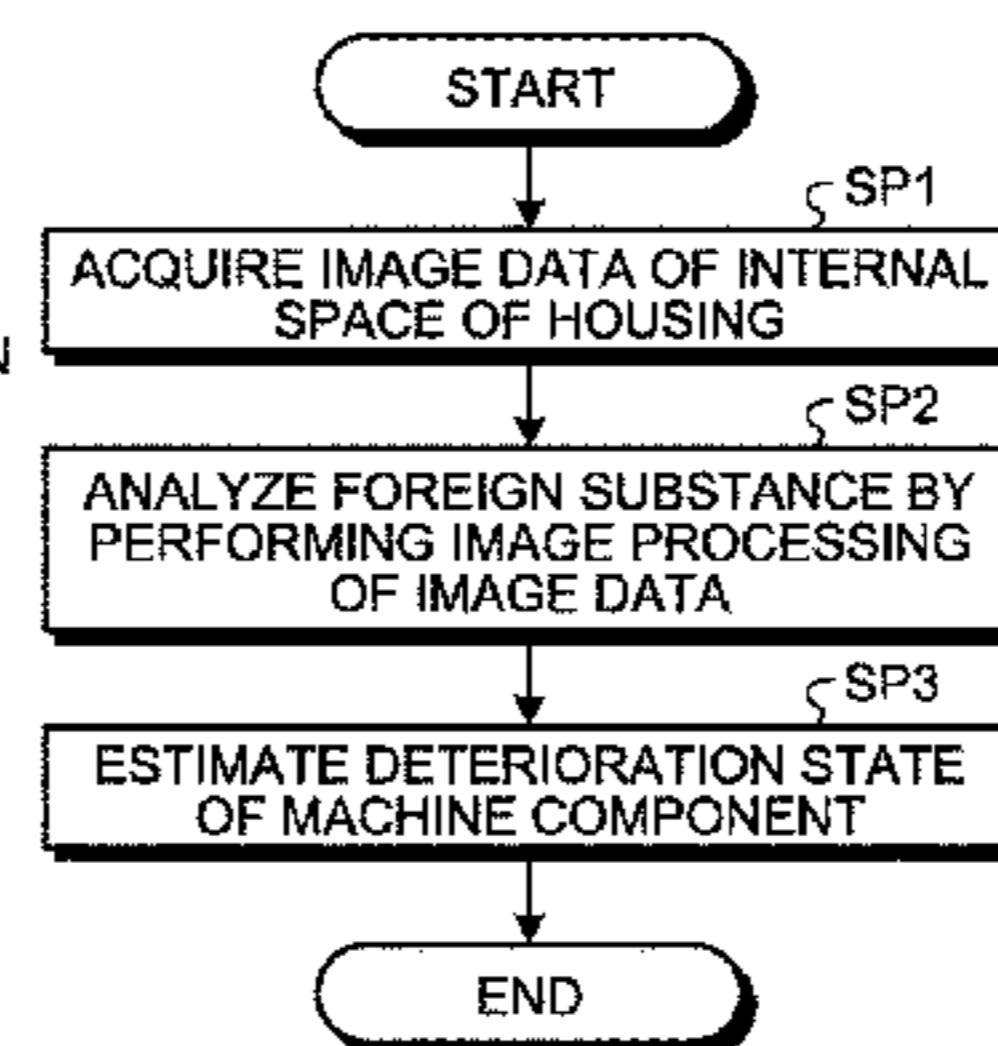 START
SP1
ACQUIRE IMAGE DATA OF INTERNAL
SPACE OF HOUSING
SP2
ANALYZE FOREIGN SUBSTANCE BY
PERFORMING IMAGE PROCESSING
OF IMAGE DATA
SP3
ESTIMATE DETERIORATION STATE
OF MACHINE COMPONENT
END